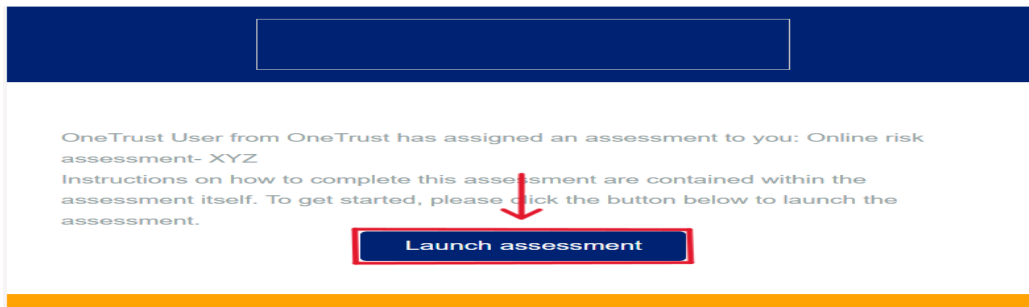 OneTrust User from OneTrust has assigned an assessment to you: Online risk
assessment- XYZ
Instructions on how to complete this assessment are contained within the
assessment itself. To get started, please click the button below to launch the
assessment.
Launch assessment